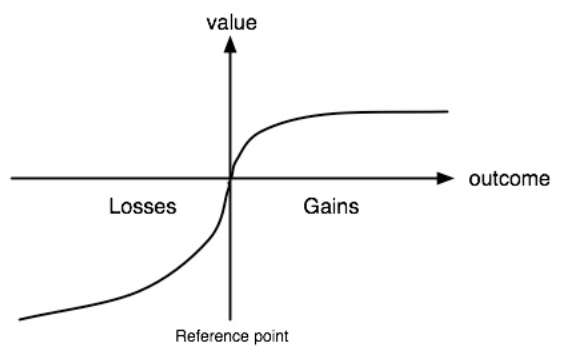 value
outcome
Losses
Gains
Reference point